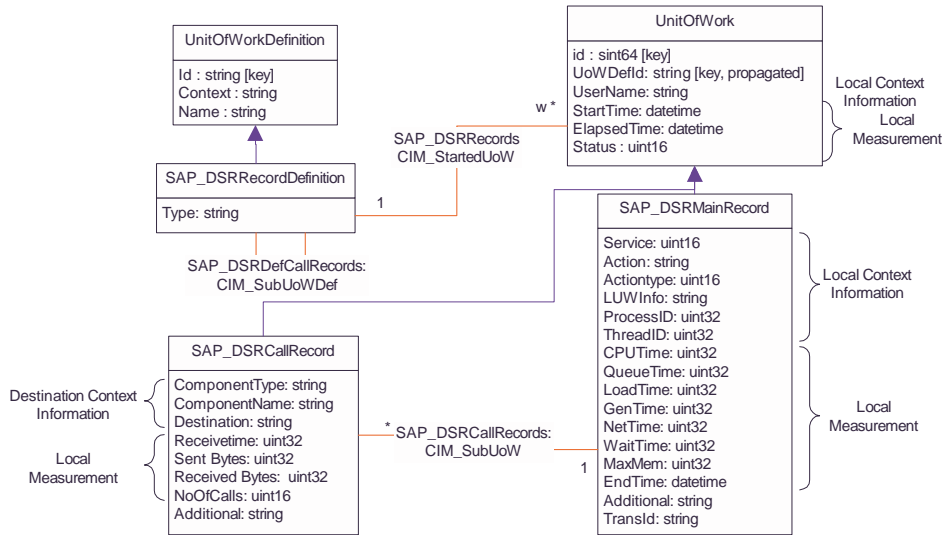 UnitOfWorkDefinition
Id : string [key]
Context : string
Name : string
UnitOfWork
id : sint64 [key]
UoWDefId: string [key, propagated]
UserName: string
StartTime: datetime
ElapsedTime: datetime
Status : uint16
Local Context
Information
Local
Measurement
w *
SAP_DSRRecords
CIM_StartedUoW
1
SAP_DSRRecordDefinition
Type: string
SAP_DSRDefCallRecords:
CIM_SubUoWDef
SAP_DSRMainRecord
Service: uint16
Action: string
Actiontype: uint16
LUWInfo: string
ProcessID: uint32
ThreadID: uint32
CPUTime: uint32
QueueTime: uint32
LoadTime: uint32
GenTime: uint32
NetTime: uint32
WaitTime: uint32
MaxMem: uint32
EndTime: datetime
Additional: string
TransId: string
Local Context
Information
Local
Measurement
SAP_DSRCallRecord
ComponentType: string
ComponentName: string
Destination: string
Receivetime: uint32
Sent Bytes: uint32
Received Bytes: uint32
NoOfCalls: uint16
Additional: string
Destination Context
Information
Local
Measurement
*
SAP_DSRCallRecords:
CIM_SubUoW
1